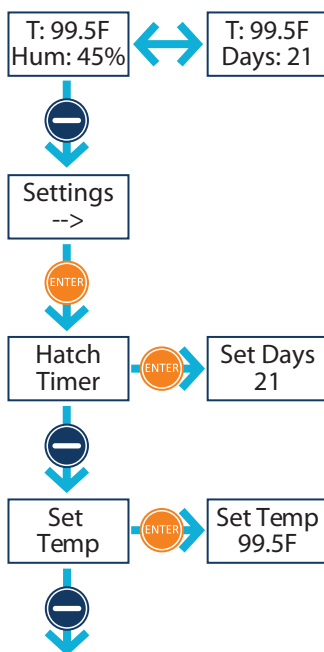 T: 99.5F
Hum: 45%
T: 99.5F
Days: 21
Settings
-->
ENTER
Hatch
Timer
ENTER
Set Days
21
Set
Temp
ENTER
Set Temp
99.5F